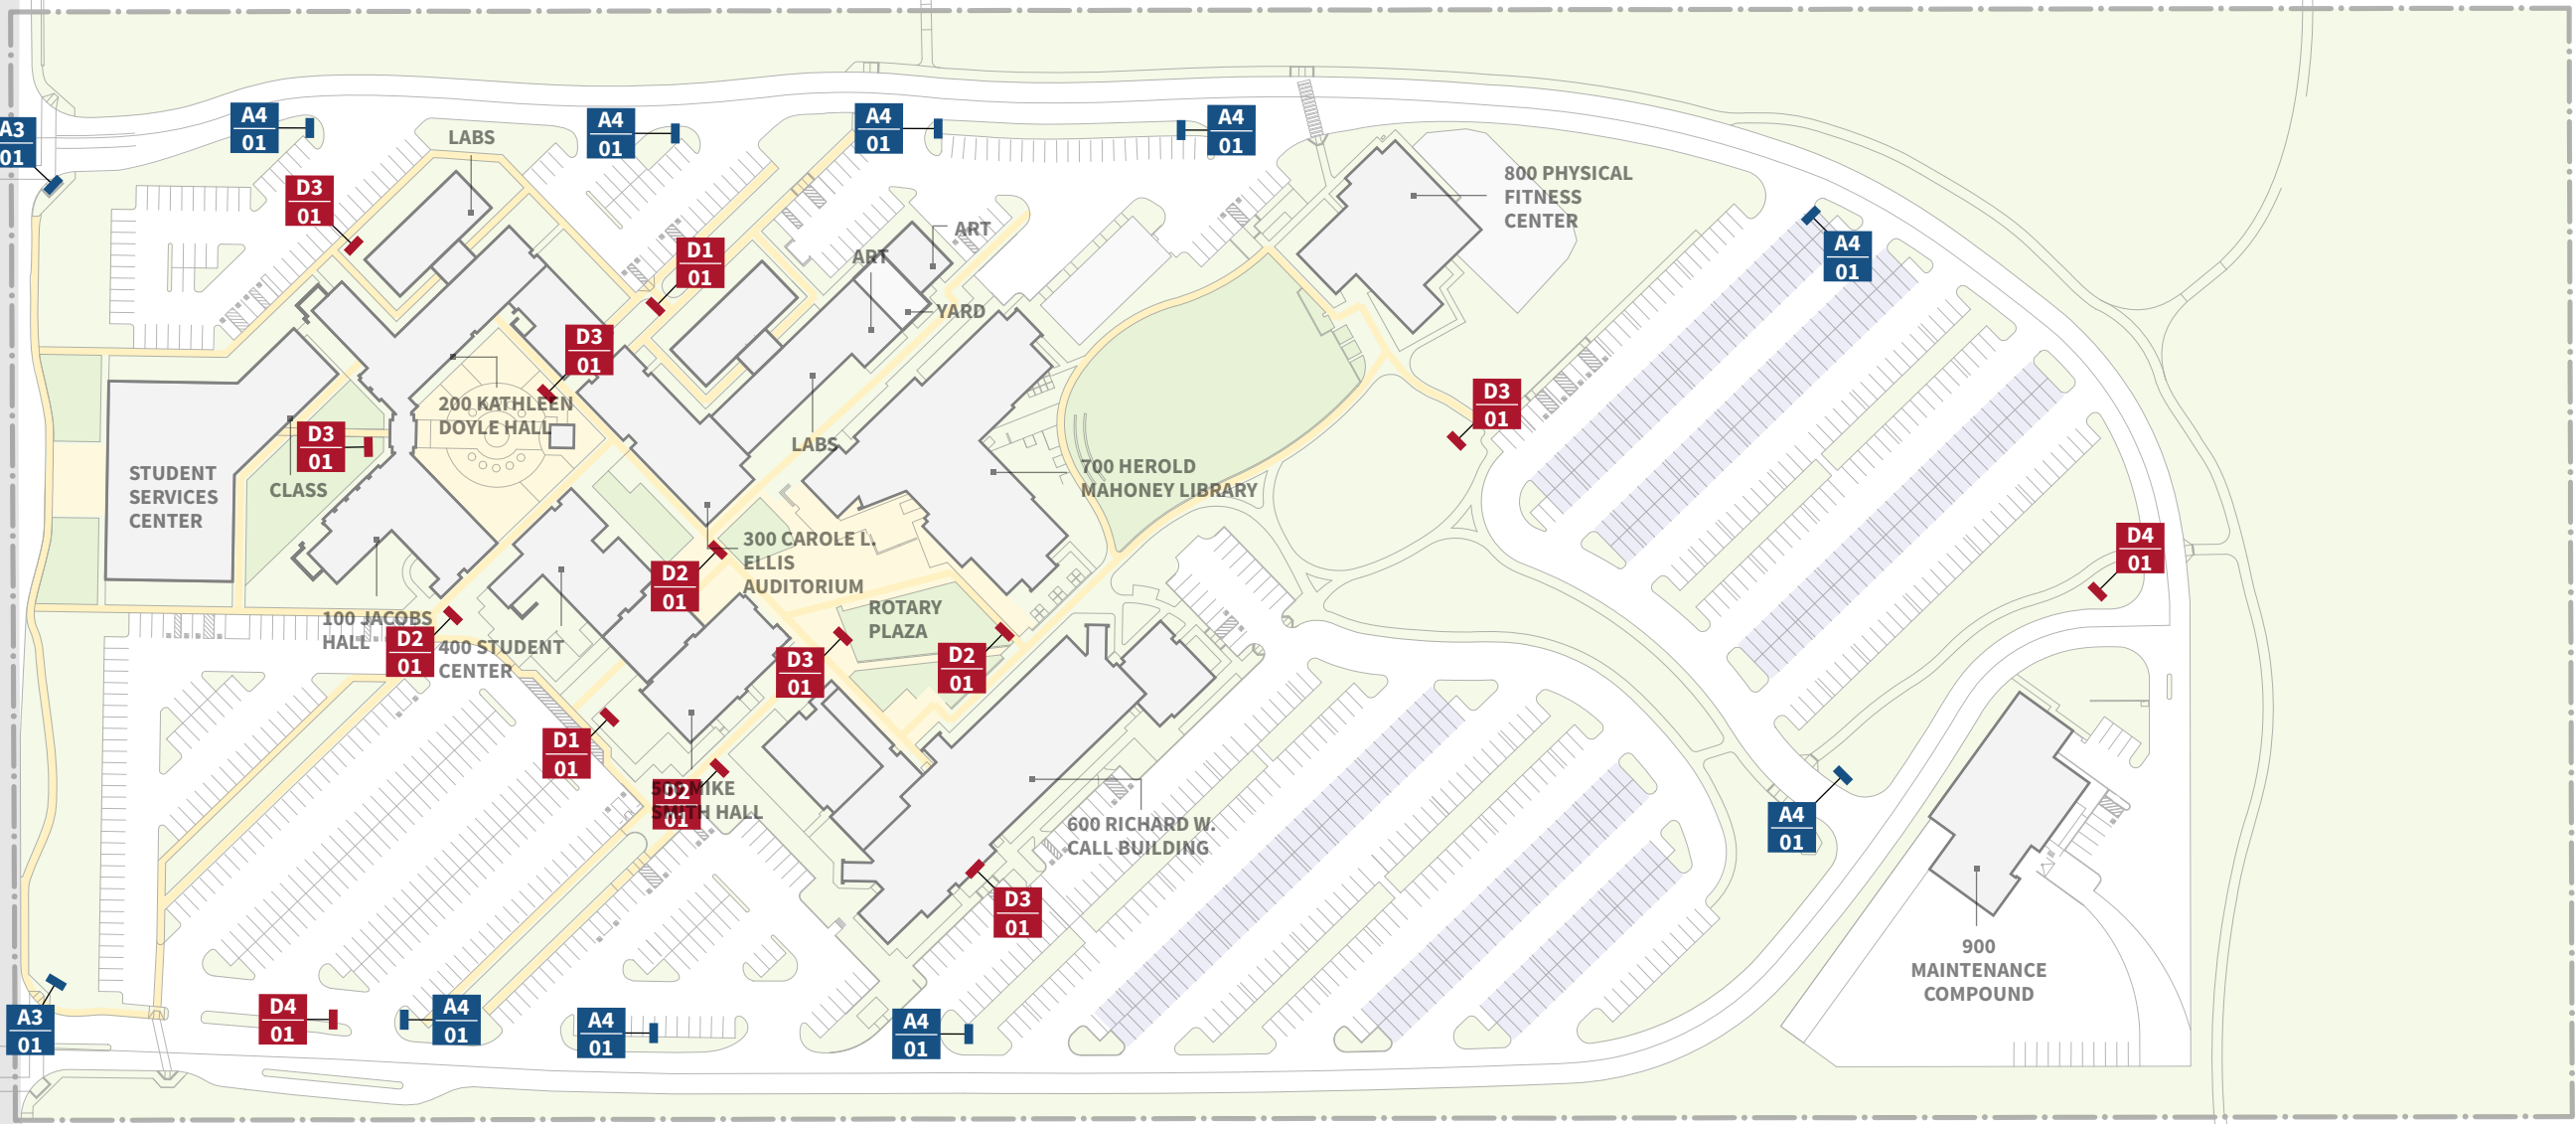 A4
01
A4
01
A4
01
A4
01
A3
01
LABS
D3
01
800 PHYSICAL
FITNESS
CENTER
ART
ART
D1
01
A4
01
YARD
D3
01
200 KATHLEEN
DOYLE HALL
D3
01
D3
01
LABS
STUDENT
SERVICES
CENTER
CLASS
700 HEROLD
MAHONEY LIBRARY
300 CAROLE L.
ELLIS
AUDITORIUM
D4
01
D2
01
100 JACOBS
HALL
D2
01
400 STUDENT
CENTER
ROTARY
PLAZA
D3
01
D2
01
D1
01
500 MIKE
SMITH HALL
D2
01
600 RICHARD W.
CALL BUILDING
A4
01
D3
01
900
MAINTENANCE
COMPOUND
A3
01
D4
01
A4
01
A4
01
A4
01